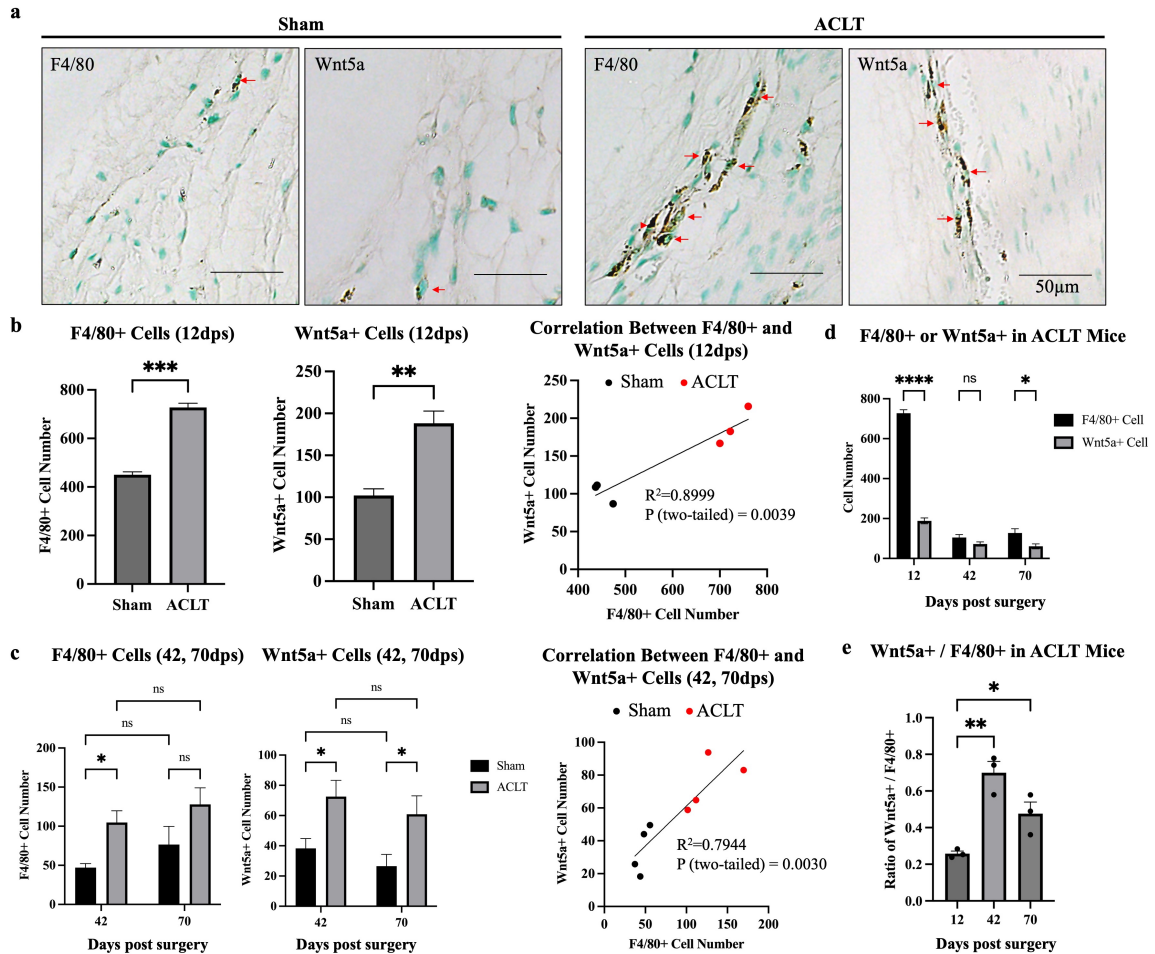 a
Sham
ACLT
F4/80
Wnt5a
F4/80
Wnt5a
50μm
b
F4/80+ Cells (12dps)
***
F4/80+ Cell Number
800
600
400
200
0
Sham
ACLT
Wnt5a+ Cells (12dps)
**
Wnt5a+ Cell Number
250
200
150
100
50
0
Sham
ACLT
Correlation Between F4/80+ and
Wnt5a+ Cells (12dps)
Sham
ACLT
Wnt5a+ Cell Number
250
200
150
100
50
0
R²=0.8999
P (two-tailed) = 0.0039
400
500
600
700
800
F4/80+ Cell Number
d
F4/80+ or Wnt5a+ in ACLT Mice
****
ns
*
Cell Number
800
600
400
200
0
12
42
70
Days post surgery
F4/80+ Cell
Wnt5a+ Cell
c
F4/80+ Cells (42, 70dps)
ns
ns
*
ns
F4/80+ Cell Number
200
150
100
50
0
42
70
Days post surgery
Wnt5a+ Cells (42, 70dps)
ns
ns
*
*
Wnt5a+ Cell Number
100
80
60
40
20
0
42
70
Days post surgery
Sham
ACLT
Correlation Between F4/80+ and
Wnt5a+ Cells (42, 70dps)
Sham
ACLT
Wnt5a+ Cell Number
100
80
60
40
20
0
R²=0.7944
P (two-tailed) = 0.0030
0
50
100
150
200
F4/80+ Cell Number
e
Wnt5a+ / F4/80+ in ACLT Mice
*
**
Ratio of Wnt5a+ / F4/80+
1.0
0.8
0.6
0.4
0.2
0.0
12
42
70
Days post surgery